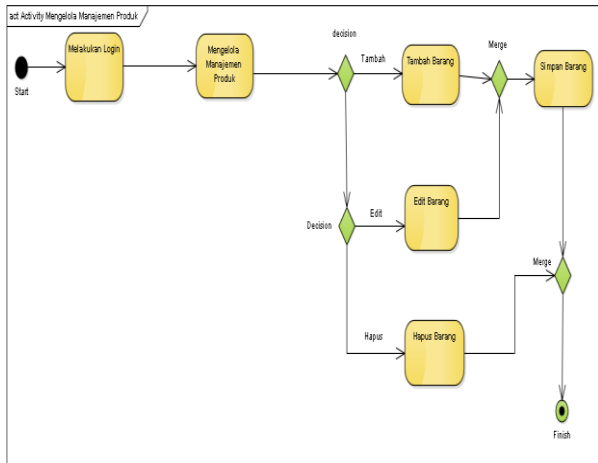 act Activity Mengelola Manajemen Produk
Start
Melakukan Login
Mengelola
Manajemen
Produk
decision
Tambah
Tambah Barang
Merge
Simpan Barang
Decision
Edit
Edit Barang
Merge
Hapus
Hapus Barang
Finish